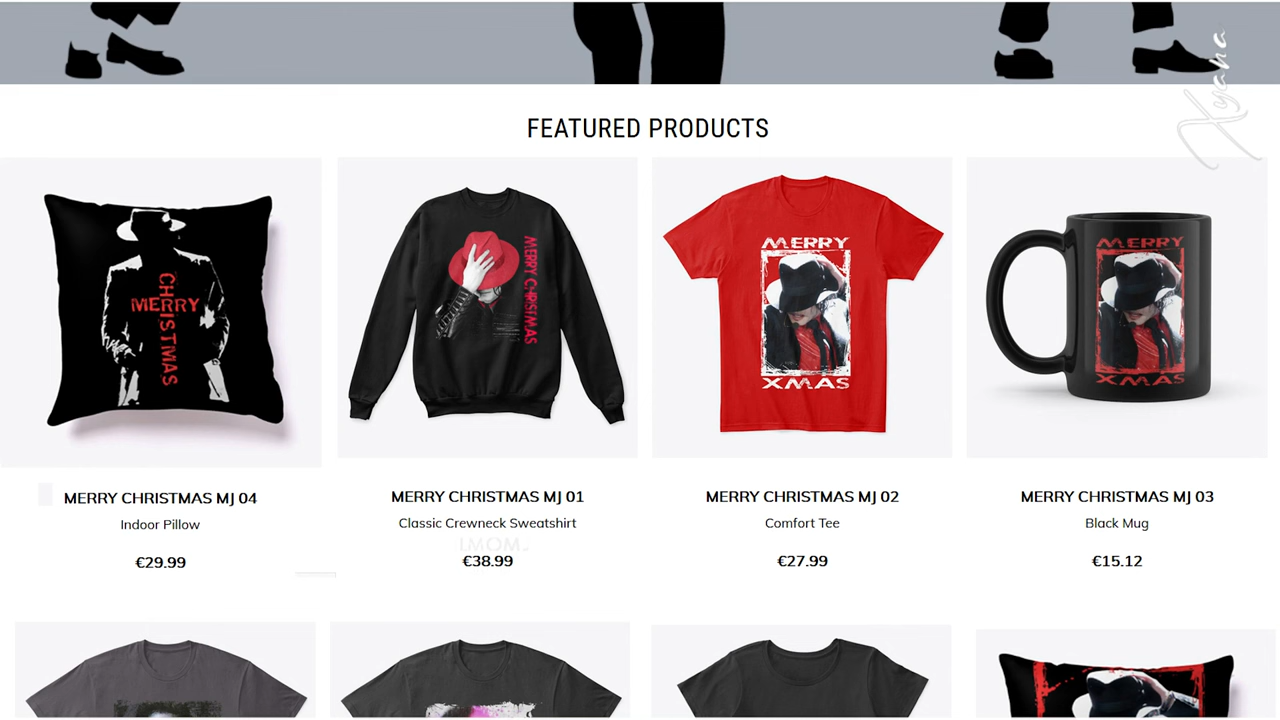 Xyana
FEATURED PRODUCTS
CHRISTMAS
MERRY
MERRY CHRISTMAS
MERRY
XMAS
MERRY
XMAS
MERRY CHRISTMAS MJ 04
Indoor Pillow
€29.99
MERRY CHRISTMAS MJ 01
Classic Crewneck Sweatshirt
LMOM.
€38.99
MERRY CHRISTMAS MJ 02
Comfort Tee
€27.99
MERRY CHRISTMAS MJ 03
Black Mug
€15.12